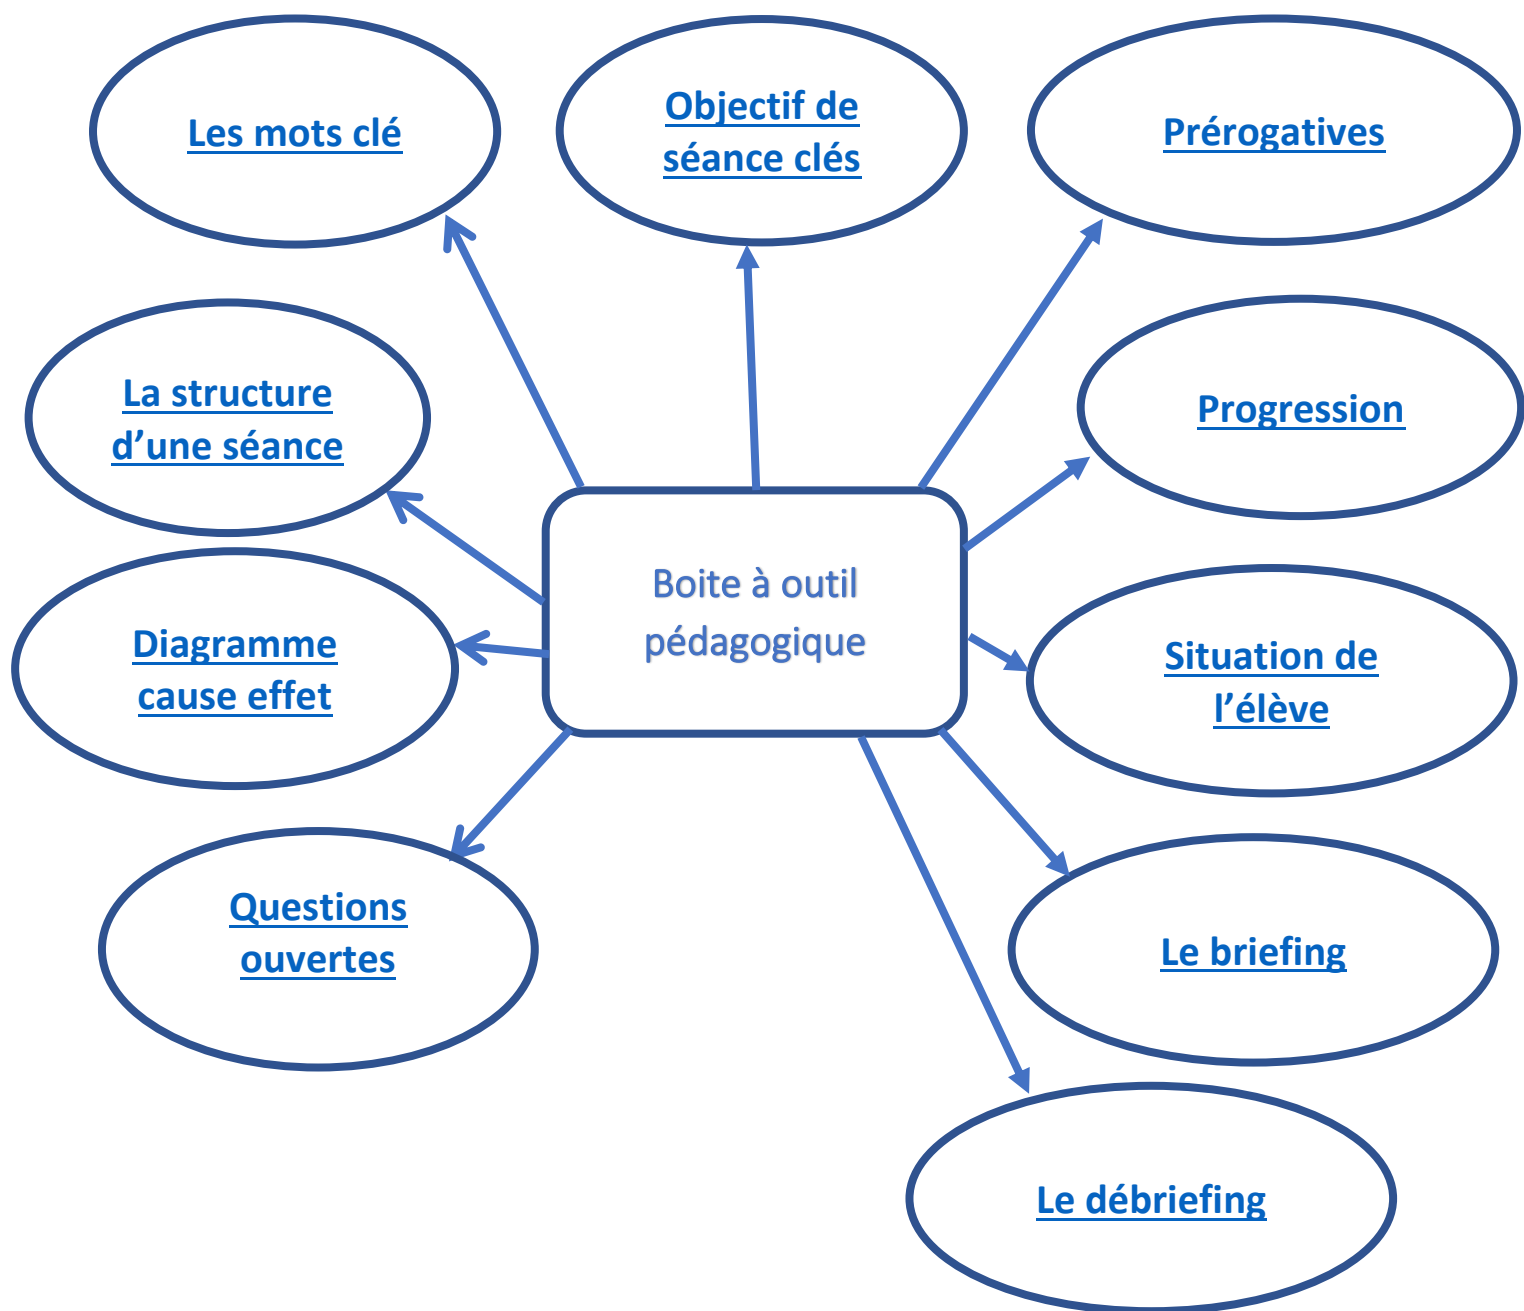 Les mots clé
Objectif de
séance clés
Prérogatives
La structure
d’une séance
Progression
Boite à outil
pédagogique
Diagramme
cause effet
Situation de
l’élève
Questions
ouvertes
Le briefing
Le débriefing